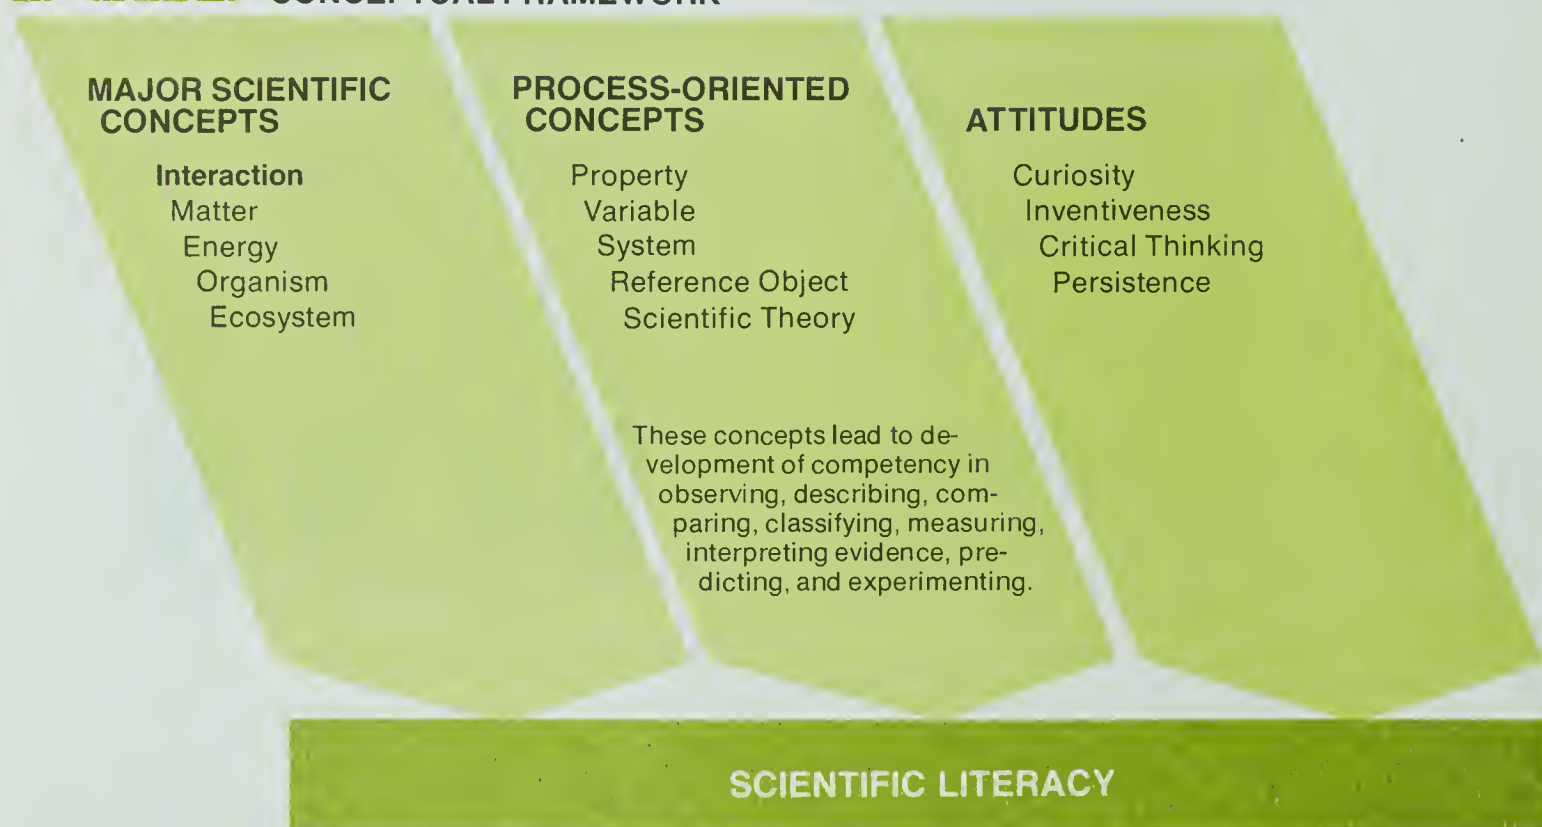 CONCEPTUAL FRAMEWORK
MAJOR SCIENTIFIC
CONCEPTS
Interaction
Matter
Energy
Organism
Ecosystem
PROCESS-ORIENTED
CONCEPTS
Property
Variable
System
Reference Object
Scientific Theory
These concepts lead to de-
velopment of competency in
observing, describing, com-
paring, classifying, measuring,
interpreting evidence, pre-
dicting, and experimenting.
ATTITUDES
Curiosity
Inventiveness
Critical Thinking
Persistence
SCIENTIFIC LITERACY